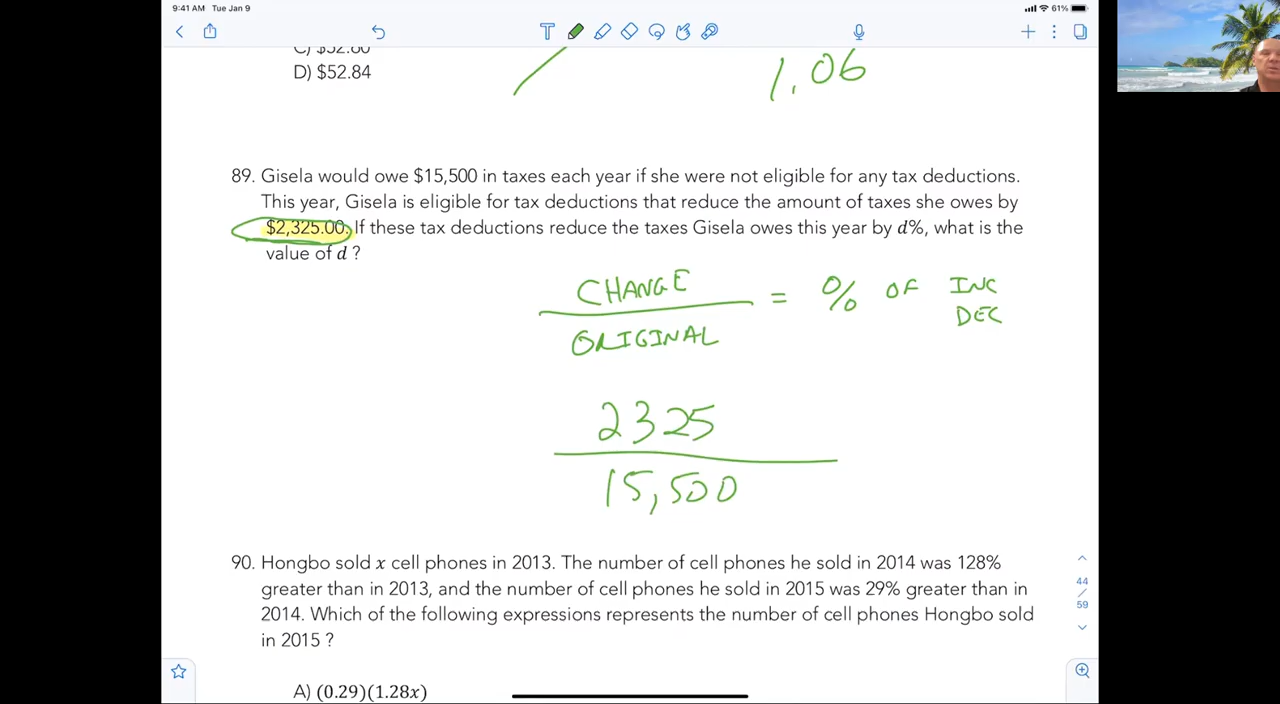 9:41 AM Tue Jan 9
61%
C) $52.80
D) $52.84
1.06
89. Gisela would owe $15,500 in taxes each year if she were not eligible for any tax deductions.
This year, Gisela is eligible for tax deductions that reduce the amount of taxes she owes by
$2,325.00. If these tax deductions reduce the taxes Gisela owes this year by d%, what is the
value of d ?
CHANGE
ORIGINAL
= % OF INC
DEC
2325
15,500
90. Hongbo sold x cell phones in 2013. The number of cell phones he sold in 2014 was 128%
greater than in 2013, and the number of cell phones he sold in 2015 was 29% greater than in
2014. Which of the following expressions represents the number of cell phones Hongbo sold
in 2015 ?
A) (0.29)(1.28x)
44
/
59